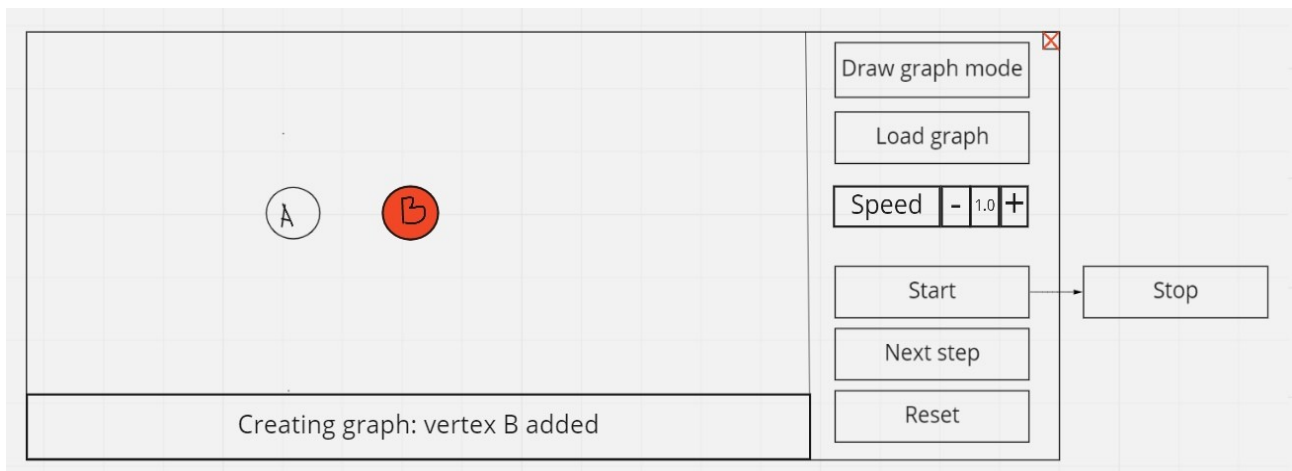 Draw graph mode
Load graph
Speed - 1.0 +
A B
Start
Stop
Next step
Reset
Creating graph: vertex B added